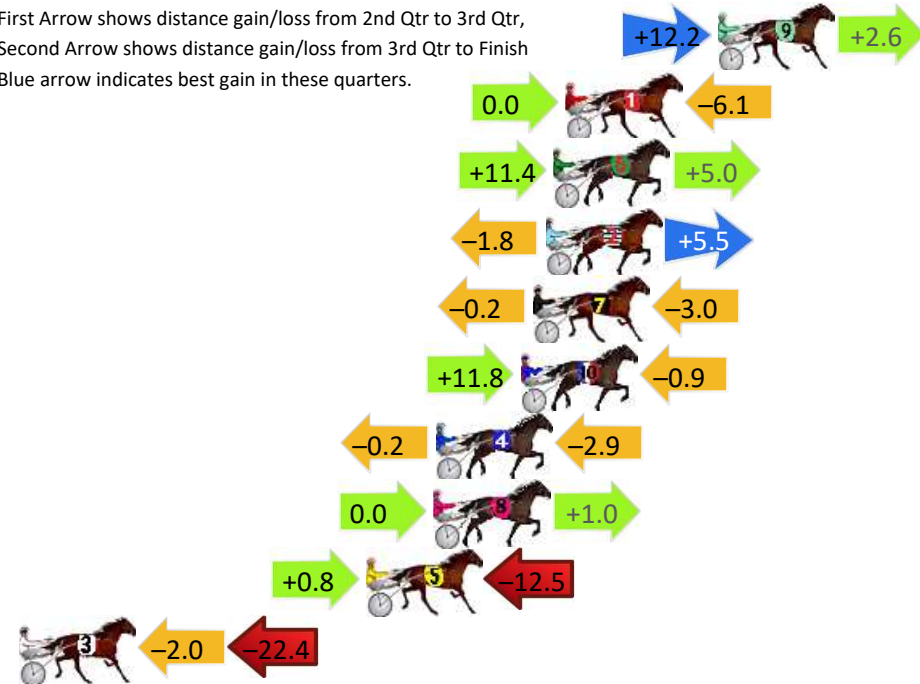 First Arrow shows distance gain/loss from 2nd Qtr to 3rd Qtr,
Second Arrow shows distance gain/loss from 3rd Qtr to Finish
Blue arrow indicates best gain in these quarters.
+12.2 9 +2.6
0.0 1 –6.1
+11.4 +5.0
–1.8 2 +5.5
–0.2 7 –3.0
+11.8 10 –0.9
–0.2 4 –2.9
0.0 8 +1.0
+0.8 5 –12.5
3 –2.0 –22.4